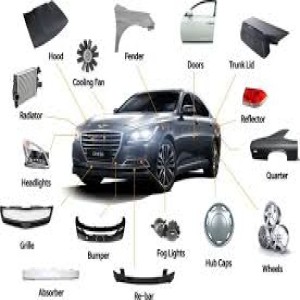 Hood
Fender
Doors
Trunk Lid
Cooling Fan
Radiator
Reflector
Headlights
Quarter
Grille
Bumper
Fog Lights
Hub Caps
Wheels
Absorber
Re-bar